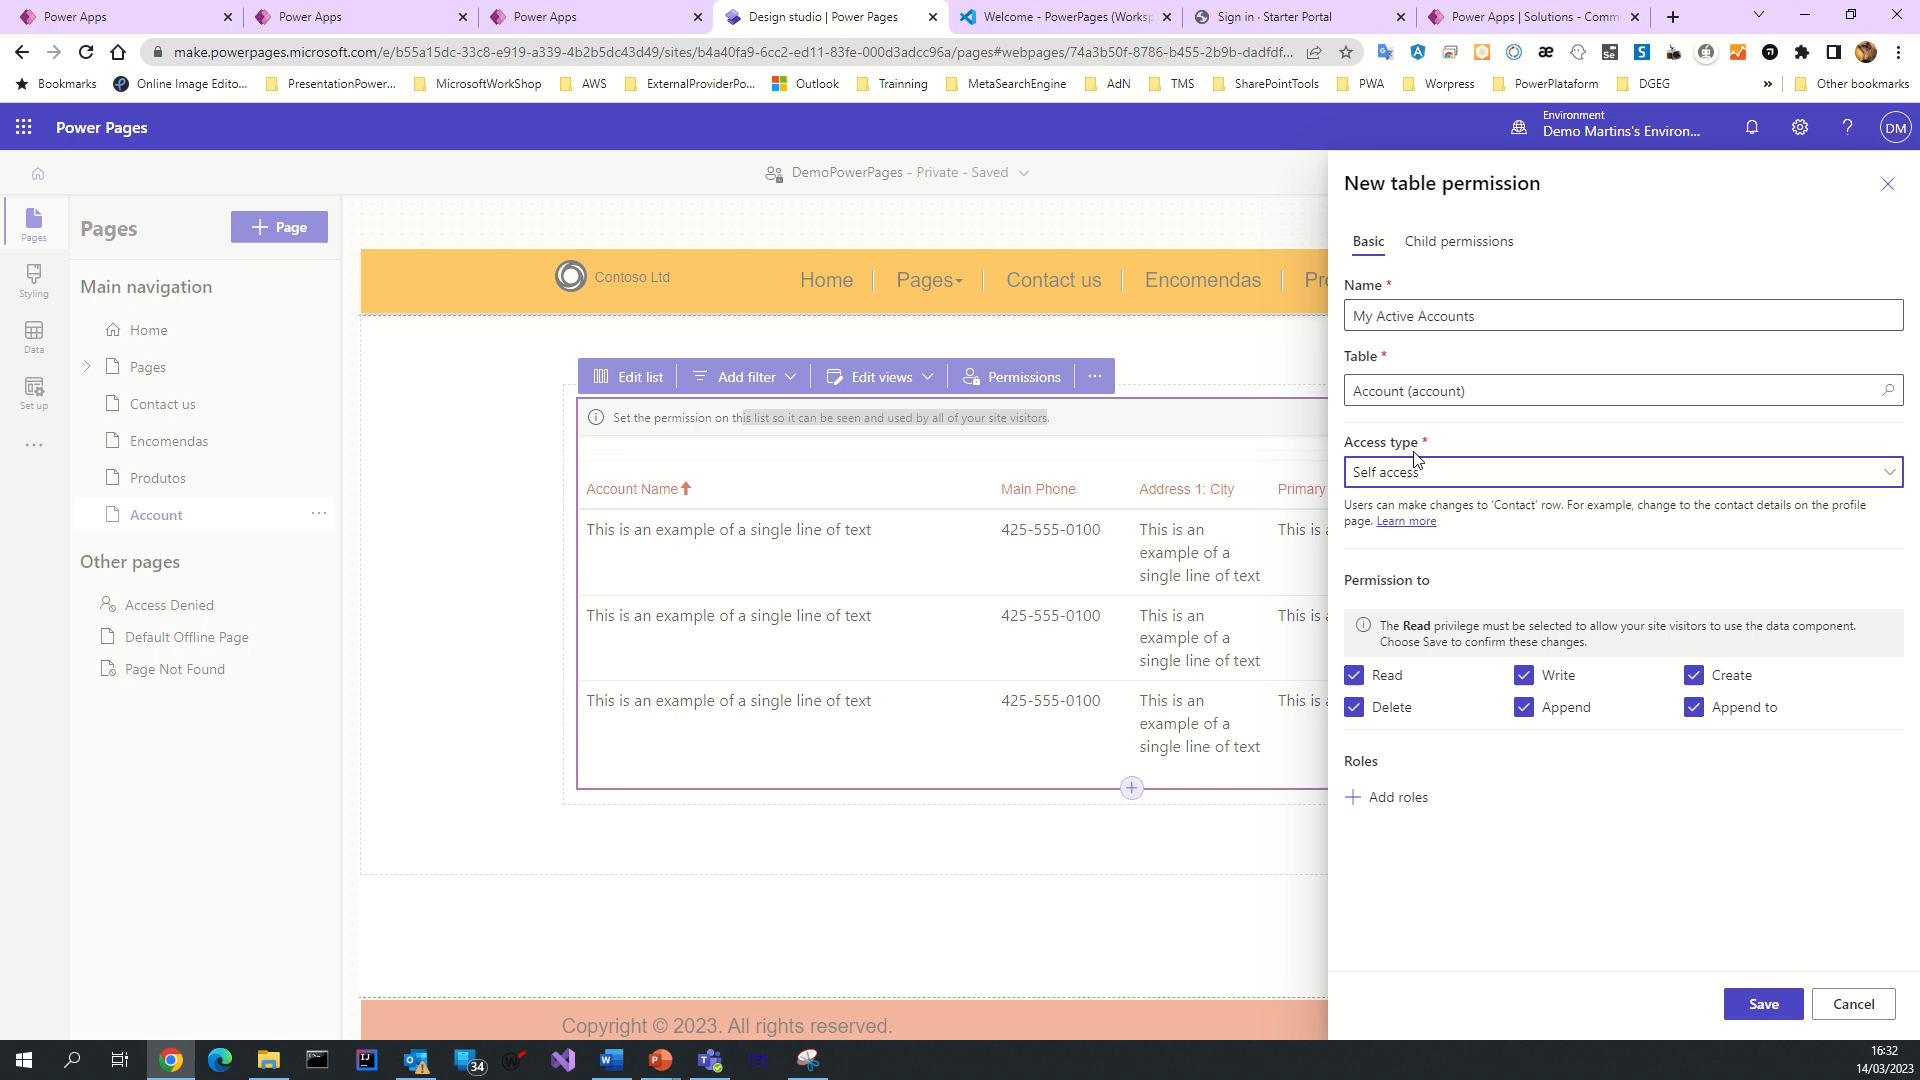 Power Apps
Power Apps
Power Apps
Design studio | Power Pages
Welcome - PowerPages (Worksp
Sign in · Starter Portal
Power Apps | Solutions - Comm
make.powerpages.microsoft.com/e/b55a15dc-33c8-e919-a339-4b2b5dc43d49/sites/b4a40fa9-6cc2-ed11-83fe-000d3adcc96a/pages#webpages/74a3b50f-8786-b455-2b9b-dadfdf...
Bookmarks
Online Image Edito...
PresentationPower...
MicrosoftWorkShop
AWS
ExternalProviderPo...
Outlook
Trainning
MetaSearchEngine
AdN
TMS
SharePointTools
PWA
Worpress
PowerPlataform
DGEG
»
Other bookmarks
Power Pages
Environment
Demo Martins's Environ...
DM
DemoPowerPages - Private - Saved
Pages
Styling
Data
Set up
Pages
+ Page
Main navigation
Home
Pages
Contact us
Encomendas
Produtos
Account
Other pages
Access Denied
Default Offline Page
Page Not Found
Contoso Ltd
Home
Pages
Contact us
Encomendas
Pr
Edit list
Add filter
Edit views
Permissions
Set the permission on this list so it can be seen and used by all of your site visitors.
Account Name
Main Phone
Address 1: City
Primary
This is an example of a single line of text
425-555-0100
This is an
example of a
single line of text
This is
This is an example of a single line of text
425-555-0100
This is an
example of a
single line of text
This is
This is an example of a single line of text
425-555-0100
This is an
example of a
single line of text
This is
Copyright © 2023. All rights reserved.
New table permission
Basic
Child permissions
Name *
My Active Accounts
Table *
Account (account)
Access type *
Self access
Users can make changes to 'Contact' row. For example, change to the contact details on the profile
page. Learn more
Permission to
The Read privilege must be selected to allow your site visitors to use the data component.
Choose Save to confirm these changes.
Read
Write
Create
Delete
Append
Append to
Roles
+ Add roles
Save
Cancel
34
16:32
14/03/2023